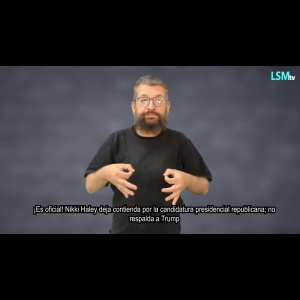 LSMtv
¡Es oficial! Nikki Haley deja contienda por la candidatura presidencial republicana; no
respalda a Trump